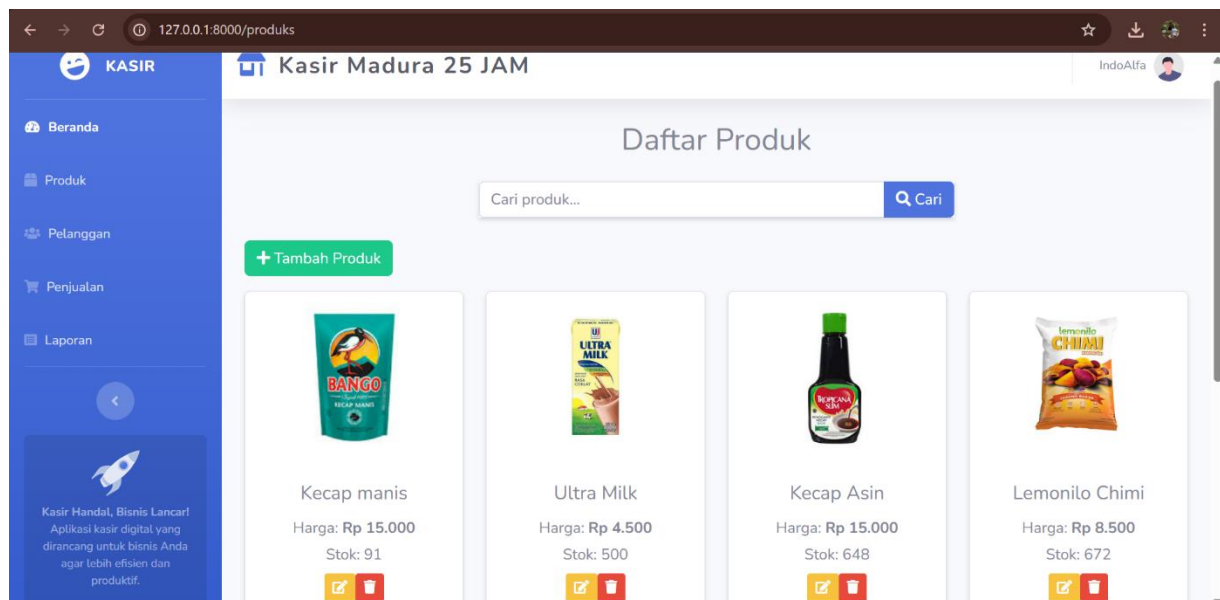 127.0.0.1:8000/produks
KASIR
Kasir Madura 25 JAM
IndoAlfa
Beranda
Produk
Pelanggan
Penjualan
Laporan
Kasir Handal, Bisnis Lancar!
Aplikasi kasir digital yang
dirancang untuk bisnis Anda
agar lebih efisien dan
produktif.
Daftar Produk
Cari produk...
Cari
Tambah Produk
BANGO
KECAP MANIS
Kecap manis
Harga: Rp 15.000
Stok: 91
ULTRA
MILK
Ultra Milk
Harga: Rp 4.500
Stok: 500
TROPICANA
SLIM
Kecap Asin
Harga: Rp 15.000
Stok: 648
lemonilo
CHIMI
Lemonilo Chimi
Harga: Rp 8.500
Stok: 672